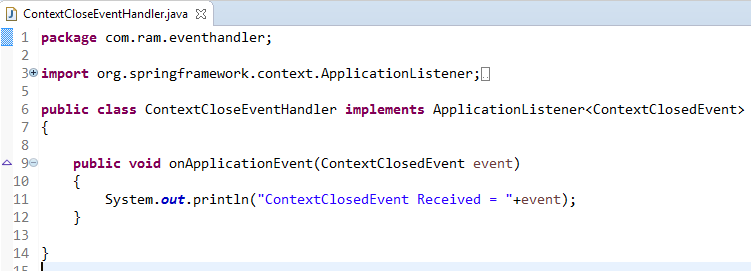 ContextCloseEventHandler.java
1 package com.ram.eventhandler;
2
3 import org.springframework.context.ApplicationListener;
5
6 public class ContextCloseEventHandler implements ApplicationListener<ContextClosedEvent>
7 {
8
9 public void onApplicationEvent(ContextClosedEvent event)
10 {
11 System.out.println("ContextClosedEvent Received = "+event);
12 }
13
14 }
15